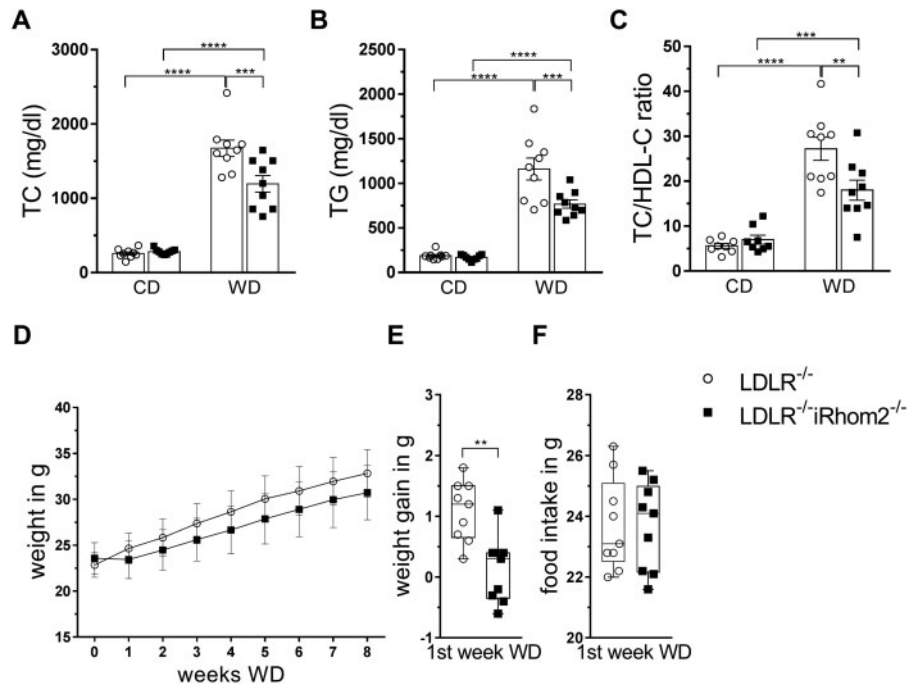 A
TC (mg/dl)
3000
2000
1000
0
CD
WD
****
****
***
B
TG (mg/dl)
2500
2000
1500
1000
500
0
CD
WD
****
****
***
C
TC/HDL-C ratio
50
40
30
20
10
0
CD
WD
***
****
**
D
weight in g
40
35
30
25
20
15
0 1 2 3 4 5 6 7 8
weeks WD
E
weight gain in g
3
2
1
0
-1
**
1st week WD
F
food intake in g
28
26
24
22
20
1st week WD
LDLR-/-
LDLR-/-iRhom2-/-